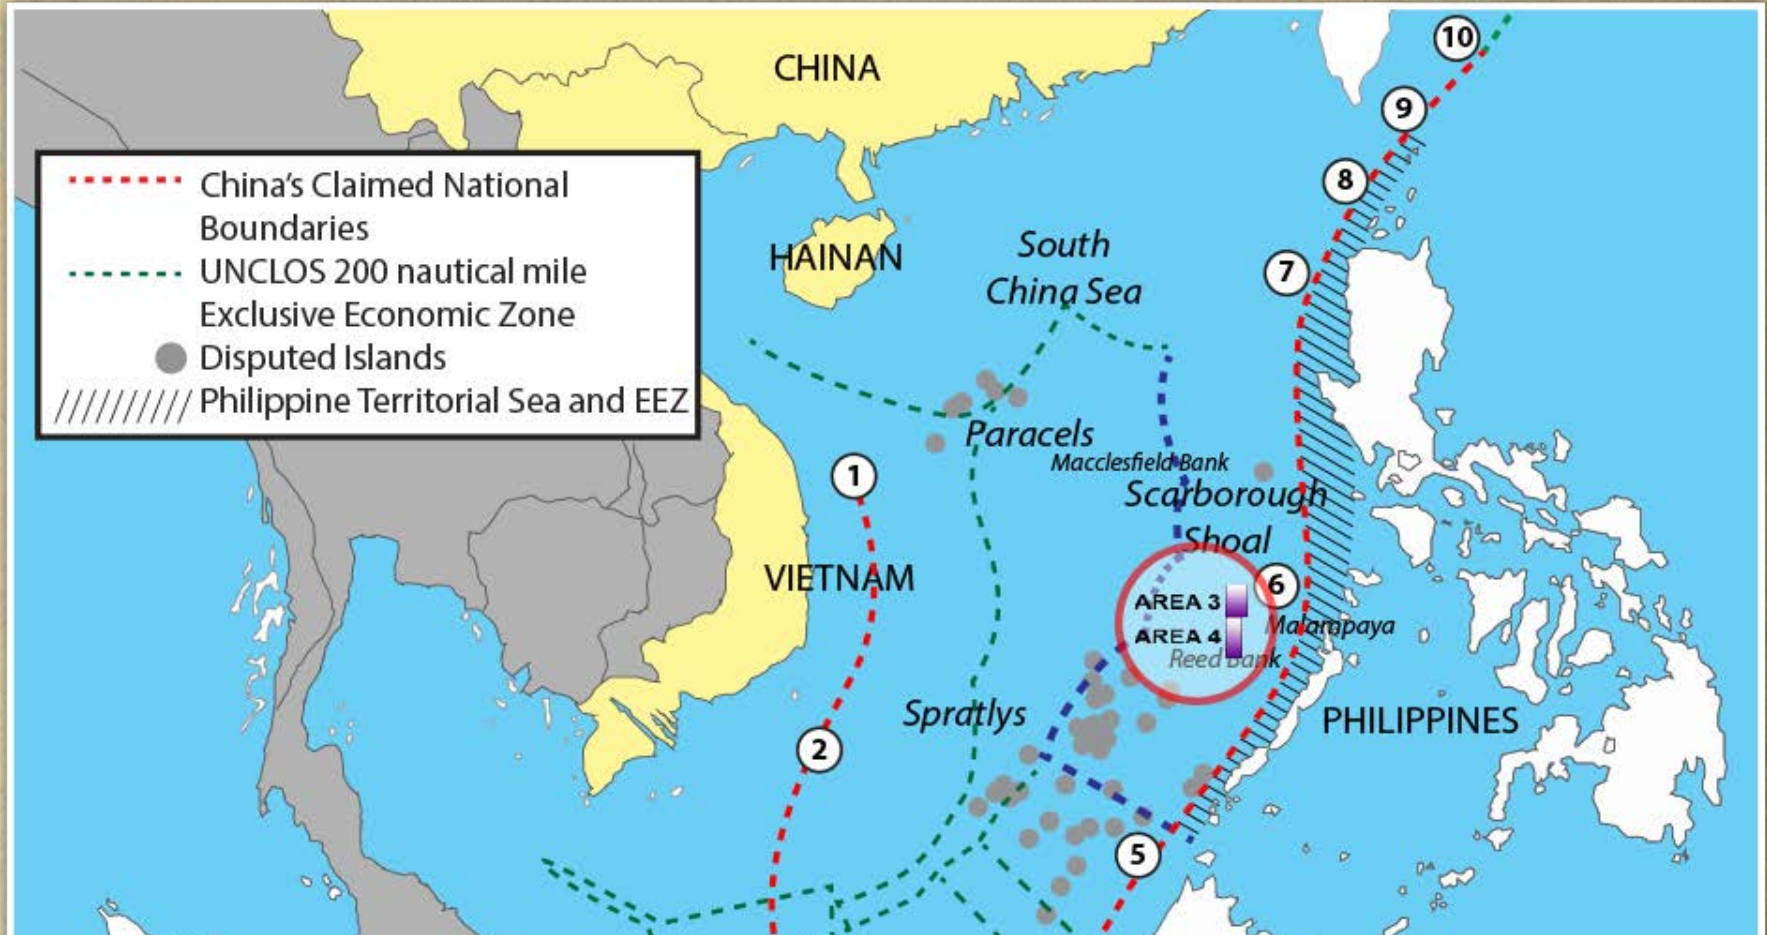 10
CHINA
9
China's Claimed National
Boundaries
UNCLOS 200 nautical mile
Exclusive Economic Zone
Disputed Islands
Philippine Territorial Sea and EEZ
8
HAINAN
South
China Sea
7
Paracels
Macclesfield Bank
1
Scarborough
Shoal
VIETNAM
6
AREA 3
Malampaya
AREA 4
Reed Bank
Spratlys
PHILIPPINES
2
5